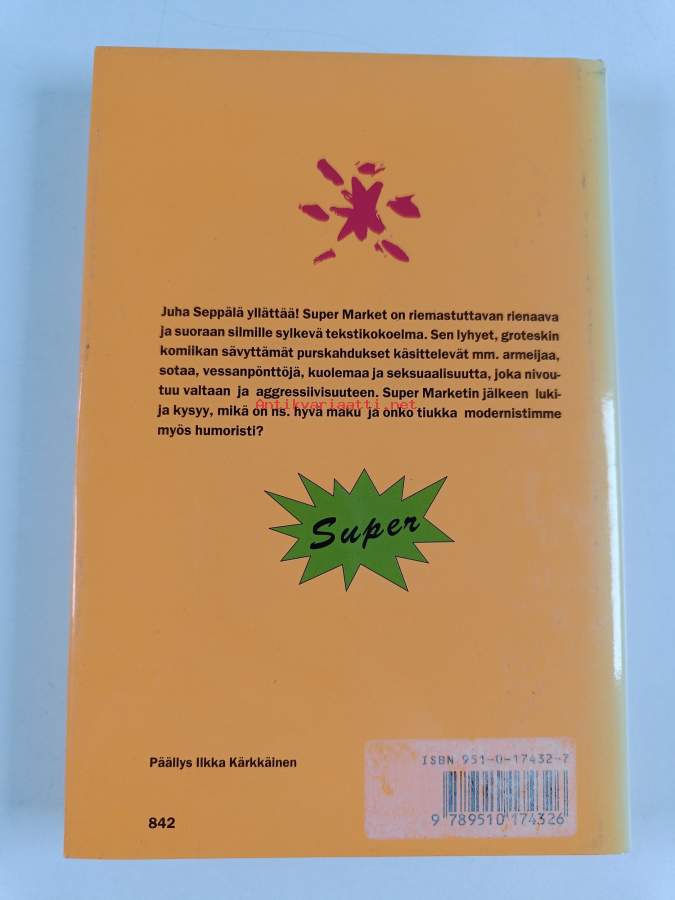 Juha Seppälä yllättää! Super Market on riemastuttavan rienaava
ja suoraan silmille sylkevä tekstikokoelma. Sen lyhyet, groteskin
komiikan sävyttämät purskahdukset käsittelevät mm. armeijaa,
sotaa, vessanpönttöjä, kuolemaa ja seksuaalisuutta, joka nivou-
tuu valtaan ja aggressiivisuuteen. Super Marketin jälkeen luki-
Antikvariaatti.net
ja kysyy, mikä on ns. hyvä maku ja onko tiukka modernistimme
myös humoristi?
Super
Päällys Ilkka Kärkkäinen
842
ISBN 951-0-17432-7
9 789510 174326